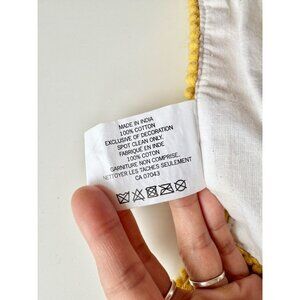 MADE IN INDIA
100% COTTON
EXCLUSIVE OF DECORATION
SPOT CLEAN ONLY.
FABRIQUÉ EN INDE
100% COTON
GARNITURE NON COMPRISE.
NETTOYER LES TACHES SEULEMENT.
CA 07043